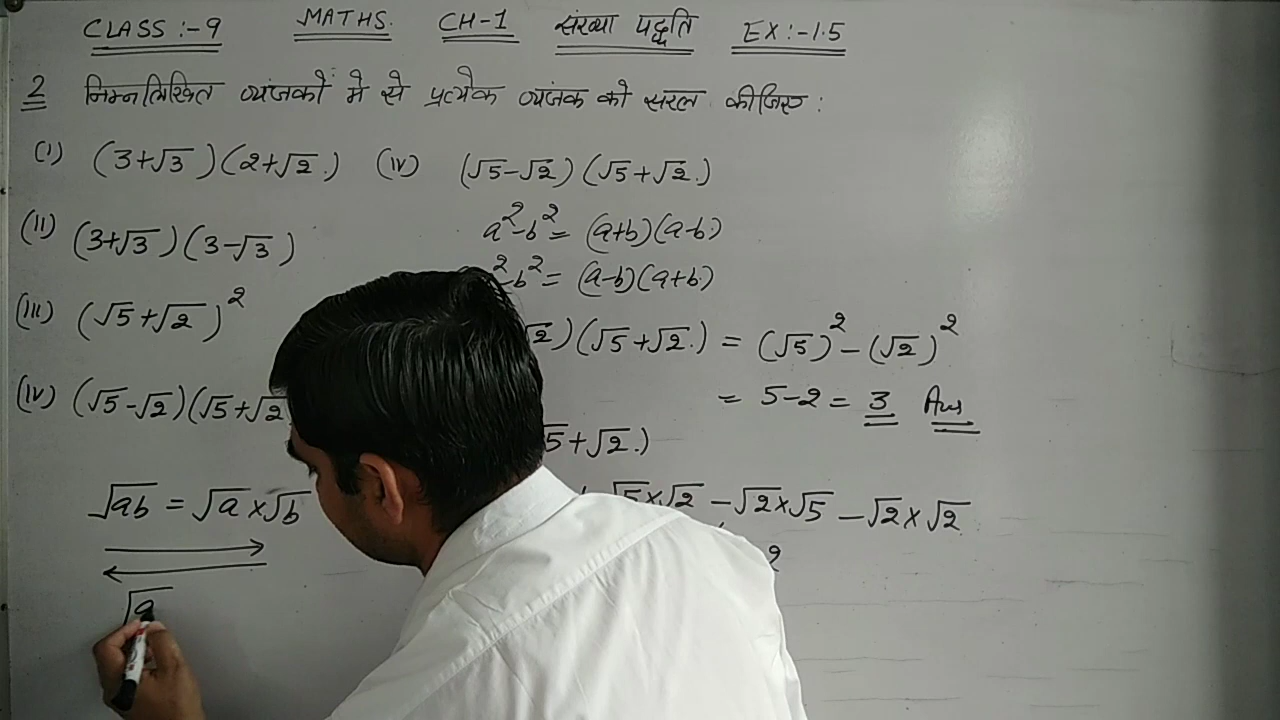 CLASS :- 9 MATHS. CH-1 संख्या पद्धति EX:-1.5
2 निम्नलिखित व्यंजकों में से प्रत्येक व्यंजक को सरल कीजिए :
(I) (3+√3)(2+√2.) (IV) (√5-√2)(√5+√2.)
(II) (3+√3)(3-√3) a²-b² = (a+b)(a-b)
²-b² = (a-b)(a+b)
(III) (√5+√2)² √2)(√5+√2.) = (√5)² - (√2)²
(IV) (√5-√2)(√5+√2 = 5-2 = 3 Ans
√5+√2.)
√ab = √a×√b √5×√2 - √2×√5 - √2×√2
2
√a